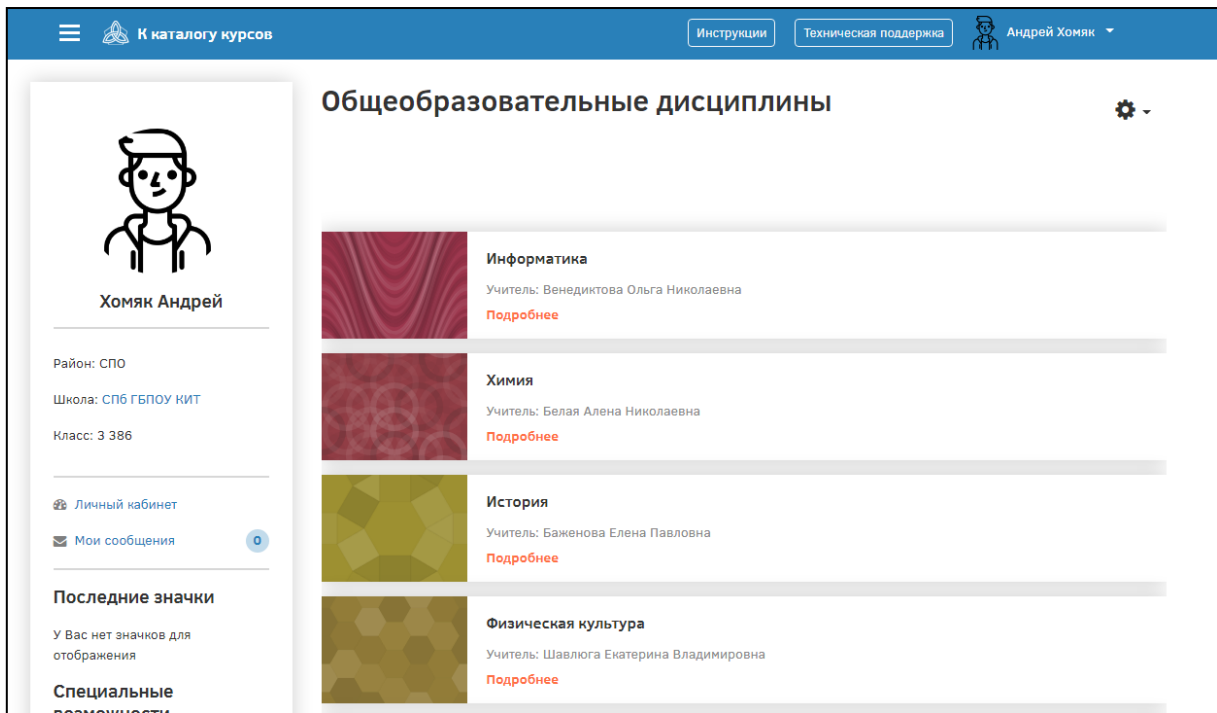 К каталогу курсов
Инструкции
Техническая поддержка
Андрей Хомяк
Хомяк Андрей
Район: СПО
Школа: СПб ГБПОУ КИТ
Класс: 3 386
Личный кабинет
Мои сообщения 0
Последние значки
У Вас нет значков для
отображения
Специальные
возможности
Общеобразовательные дисциплины
Информатика
Учитель: Венедиктова Ольга Николаевна
Подробнее
Химия
Учитель: Белая Алена Николаевна
Подробнее
История
Учитель: Баженова Елена Павловна
Подробнее
Физическая культура
Учитель: Шавлюга Екатерина Владимировна
Подробнее